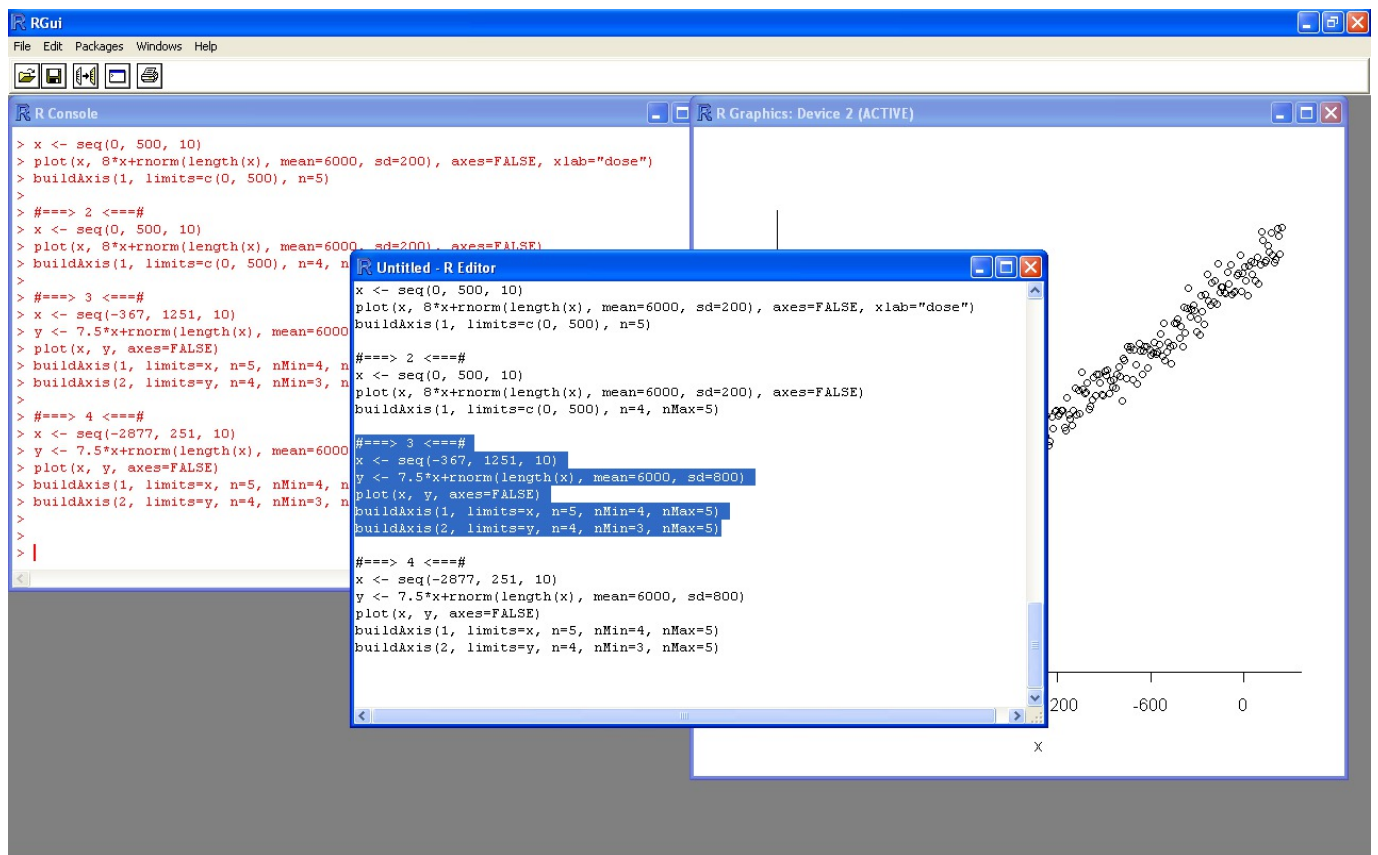 RGui
File Edit Packages Windows Help
R Console
> x <- seq(0, 500, 10)
> plot(x, 8*x+rnorm(length(x), mean=6000, sd=200), axes=FALSE, xlab="dose")
> buildAxis(1, limits=c(0, 500), n=5)
>
> #===> 2 <===#
> x <- seq(0, 500, 10)
> plot(x, 8*x+rnorm(length(x), mean=6000, sd=200), axes=FALSE)
> buildAxis(1, limits=c(0, 500), n=4, n
>
> #===> 3 <===#
> x <- seq(-367, 1251, 10)
> y <- 7.5*x+rnorm(length(x), mean=6000
> plot(x, y, axes=FALSE)
> buildAxis(1, limits=x, n=5, nMin=4, n
> buildAxis(2, limits=y, n=4, nMin=3, n
>
> #===> 4 <===#
> x <- seq(-2877, 251, 10)
> y <- 7.5*x+rnorm(length(x), mean=6000
> plot(x, y, axes=FALSE)
> buildAxis(1, limits=x, n=5, nMin=4, n
> buildAxis(2, limits=y, n=4, nMin=3, n
>
>
>
Untitled - R Editor
x <- seq(0, 500, 10)
plot(x, 8*x+rnorm(length(x), mean=6000, sd=200), axes=FALSE, xlab="dose")
buildAxis(1, limits=c(0, 500), n=5)
#===> 2 <===#
x <- seq(0, 500, 10)
plot(x, 8*x+rnorm(length(x), mean=6000, sd=200), axes=FALSE)
buildAxis(1, limits=c(0, 500), n=4, nMax=5)
#===> 3 <===#
x <- seq(-367, 1251, 10)
y <- 7.5*x+rnorm(length(x), mean=6000, sd=800)
plot(x, y, axes=FALSE)
buildAxis(1, limits=x, n=5, nMin=4, nMax=5)
buildAxis(2, limits=y, n=4, nMin=3, nMax=5)
#===> 4 <===#
x <- seq(-2877, 251, 10)
y <- 7.5*x+rnorm(length(x), mean=6000, sd=800)
plot(x, y, axes=FALSE)
buildAxis(1, limits=x, n=5, nMin=4, nMax=5)
buildAxis(2, limits=y, n=4, nMin=3, nMax=5)
R Graphics: Device 2 (ACTIVE)
200 -600 0
x